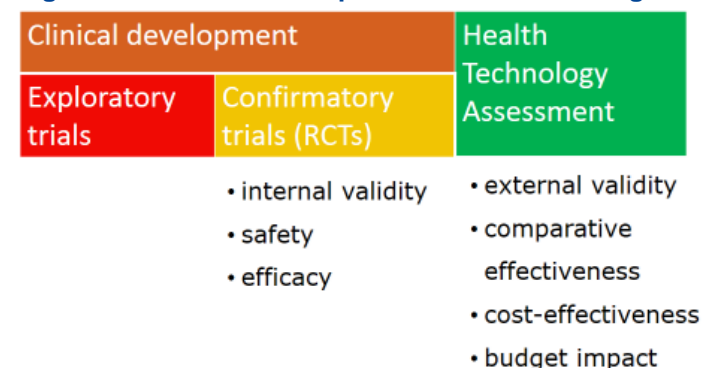 Clinical development
Health
Technology
Assessment
Exploratory
trials
Confirmatory
trials (RCTs)
• internal validity
• safety
• efficacy
• external validity
• comparative
effectiveness
• cost-effectiveness
• budget impact